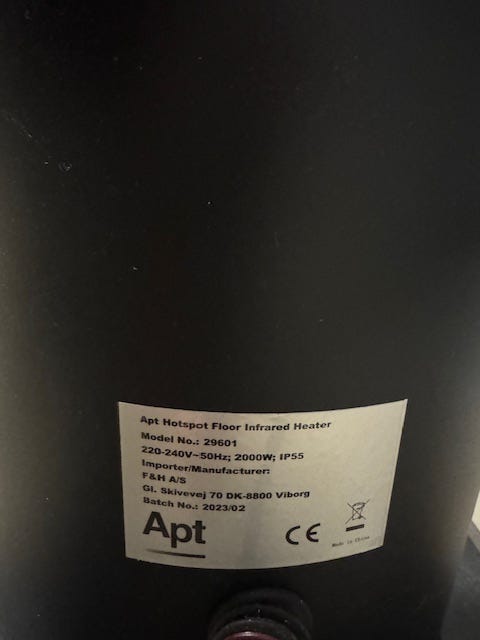 Apt Hotspot Floor Infrared Heater
Model No.: 29601
220-240V~50Hz; 2000W; IP55
Importer/Manufacturer:
F&H A/S
Gl. Skivevej 70 DK-8800 Viborg
Batch No.: 2023/02
Apt
CE
Made in China